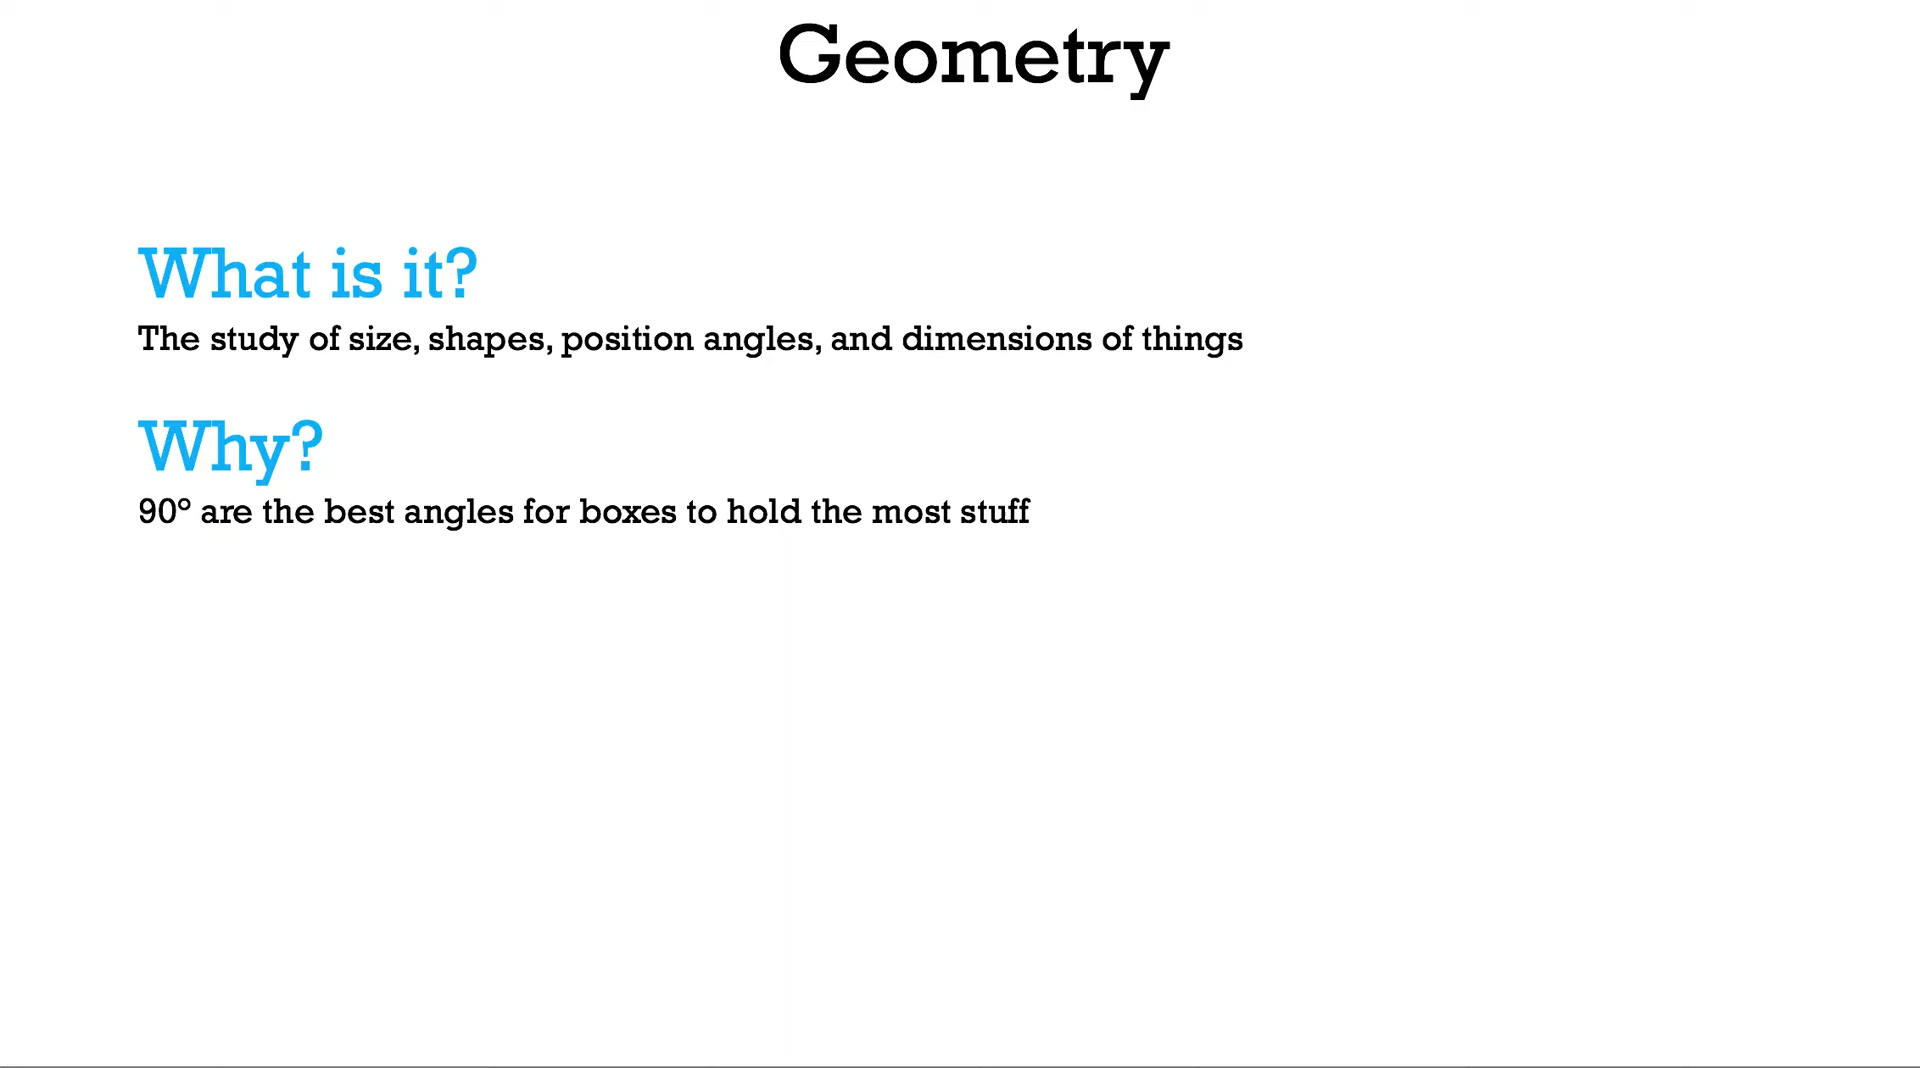 Geometry
What is it?
The study of size, shapes, position angles, and dimensions of things
Why?
90° are the best angles for boxes to hold the most stuff